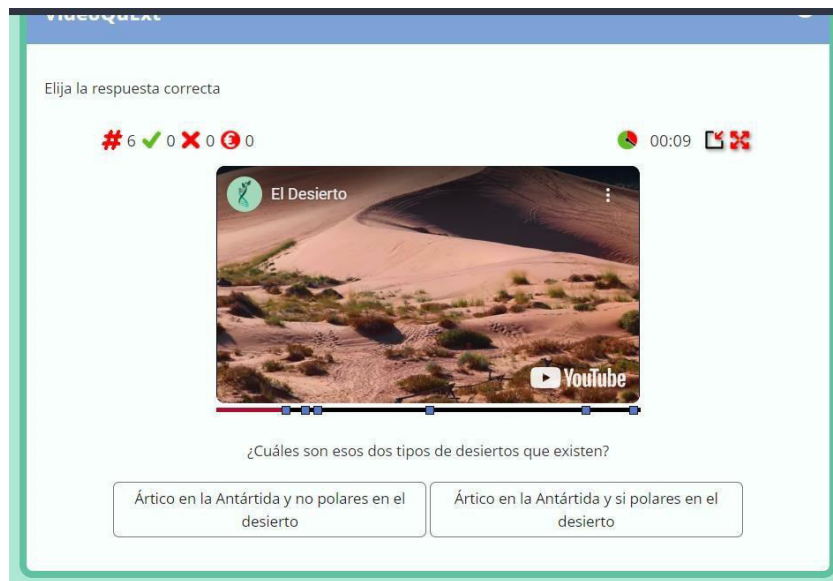 VideoQuExt
Elija la respuesta correcta
# 6 0 0 0
00:09
El Desierto
YouTube
¿Cuáles son esos dos tipos de desiertos que existen?
Ártico en la Antártida y no polares en el
desierto
Ártico en la Antártida y si polares en el
desierto